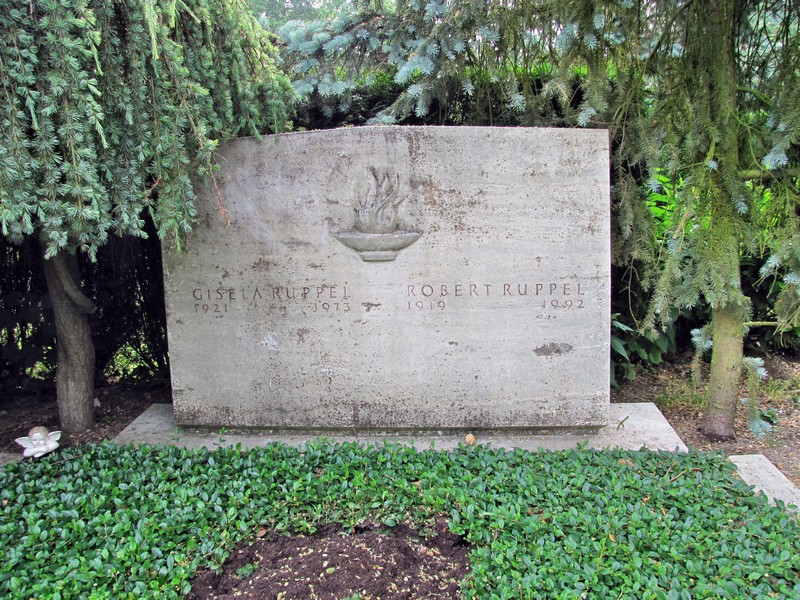 GISELA RUPPEL
1921 1973
ROBERT RUPPEL
1919 1992